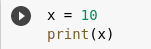 x = 10
print(x)